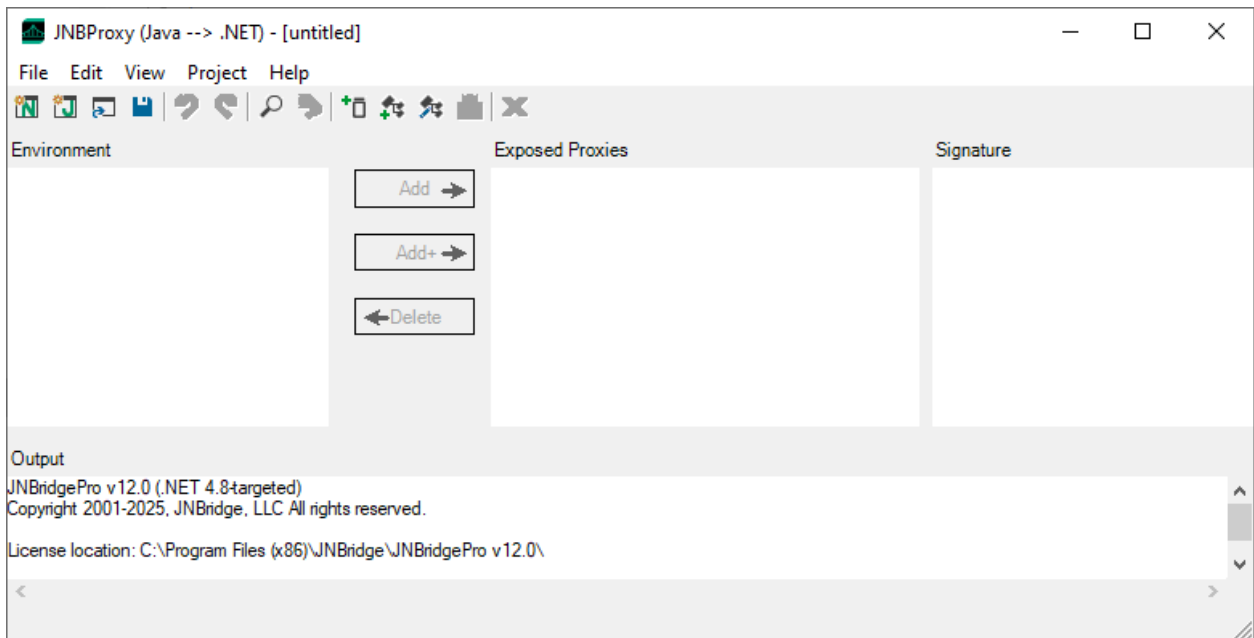 JNBProxy (Java --> .NET) - [untitled]
File Edit View Project Help
Environment
Exposed Proxies
Signature
Add
Add+
Delete
Output
JNBridgePro v12.0 (.NET 4.8-targeted)
Copyright 2001-2025, JNBridge, LLC All rights reserved.
License location: C:\Program Files (x86)\JNBridge\JNBridgePro v12.0\